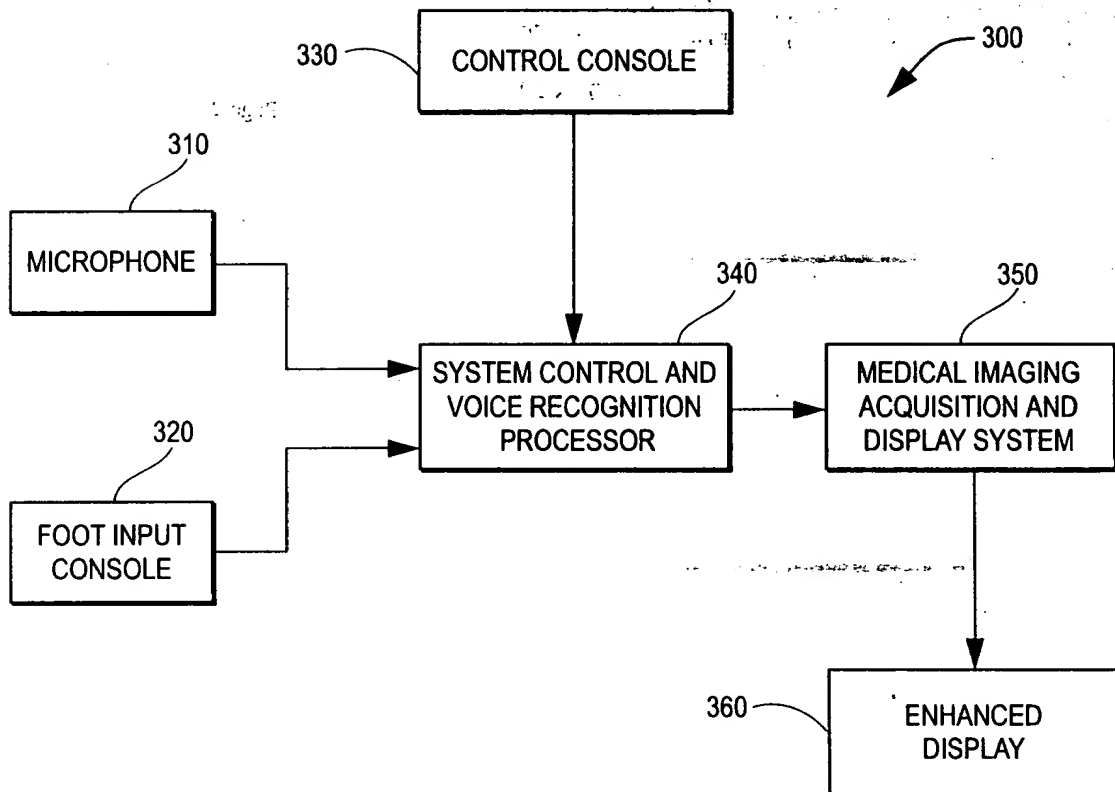 330
CONTROL CONSOLE
300
310
MICROPHONE
340
350
SYSTEM CONTROL AND
VOICE RECOGNITION
PROCESSOR
MEDICAL IMAGING
ACQUISITION AND
DISPLAY SYSTEM
320
FOOT INPUT
CONSOLE
360
ENHANCED
DISPLAY